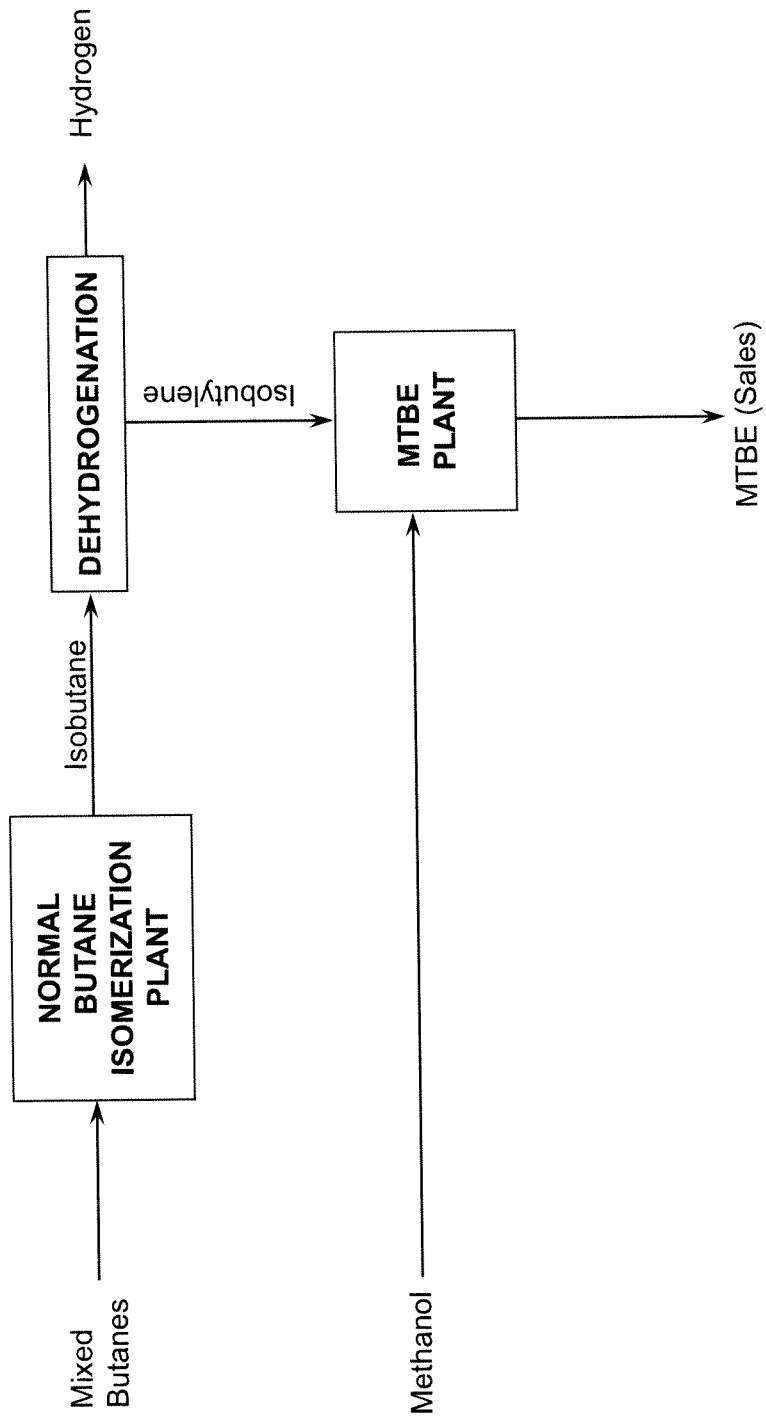 Mixed
Butanes
NORMAL
BUTANE
ISOMERIZATION
PLANT
Isobutane
DEHYDROGENATION
Hydrogen
Isobutylene
Methanol
MTBE
PLANT
MTBE (Sales)